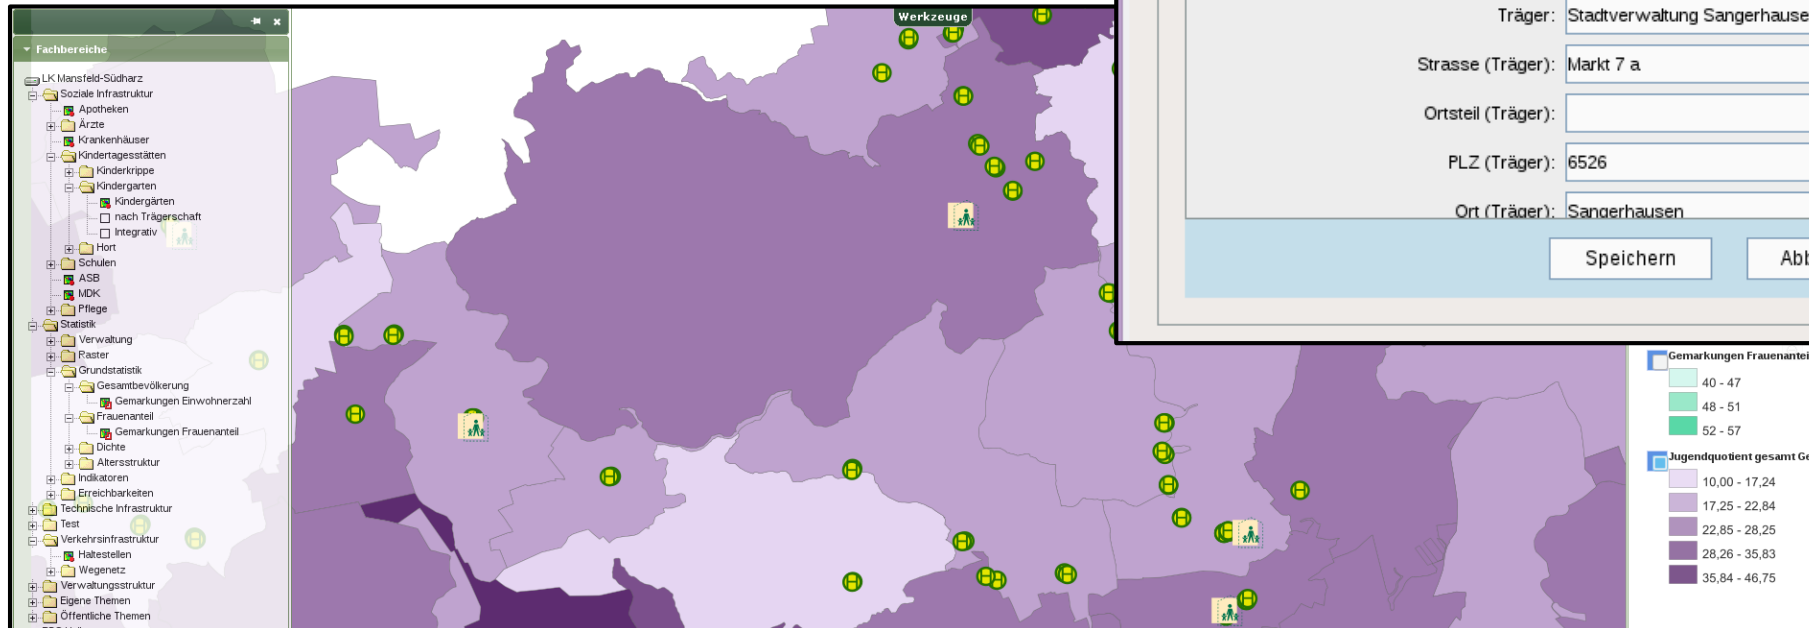 Werkzeuge
Fachbereiche
LK Mansfeld-Südharz
Soziale Infrastruktur
Apotheken
Ärzte
Krankenhäuser
Kindertagesstätten
Kinderkrippe
Kindergarten
Kindergärten
nach Trägerschaft
Integrativ
Hort
Schulen
ASB
MDK
Pflege
Statistik
Verwaltung
Raster
Grundstatistik
Gesamtbevölkerung
Gemarkungen Einwohnerzahl
Frauenanteil
Gemarkungen Frauenanteil
Dichte
Altersstruktur
Indikatoren
Erreichbarkeiten
Technische Infrastruktur
Test
Verkehrsinfrastruktur
Haltestellen
Wegenetz
Verwaltungsstruktur
Eigene Themen
Öffentliche Themen
Träger: Stadtverwaltung Sangerhause
Strasse (Träger): Markt 7 a
Ortsteil (Träger):
PLZ (Träger): 6526
Ort (Träger): Sangerhausen
Speichern Abb
Gemarkungen Frauenantei
40 - 47
48 - 51
52 - 57
Jugendquotient gesamt Ge
10,00 - 17,24
17,25 - 22,84
22,85 - 28,25
28,26 - 35,83
35,84 - 46,75